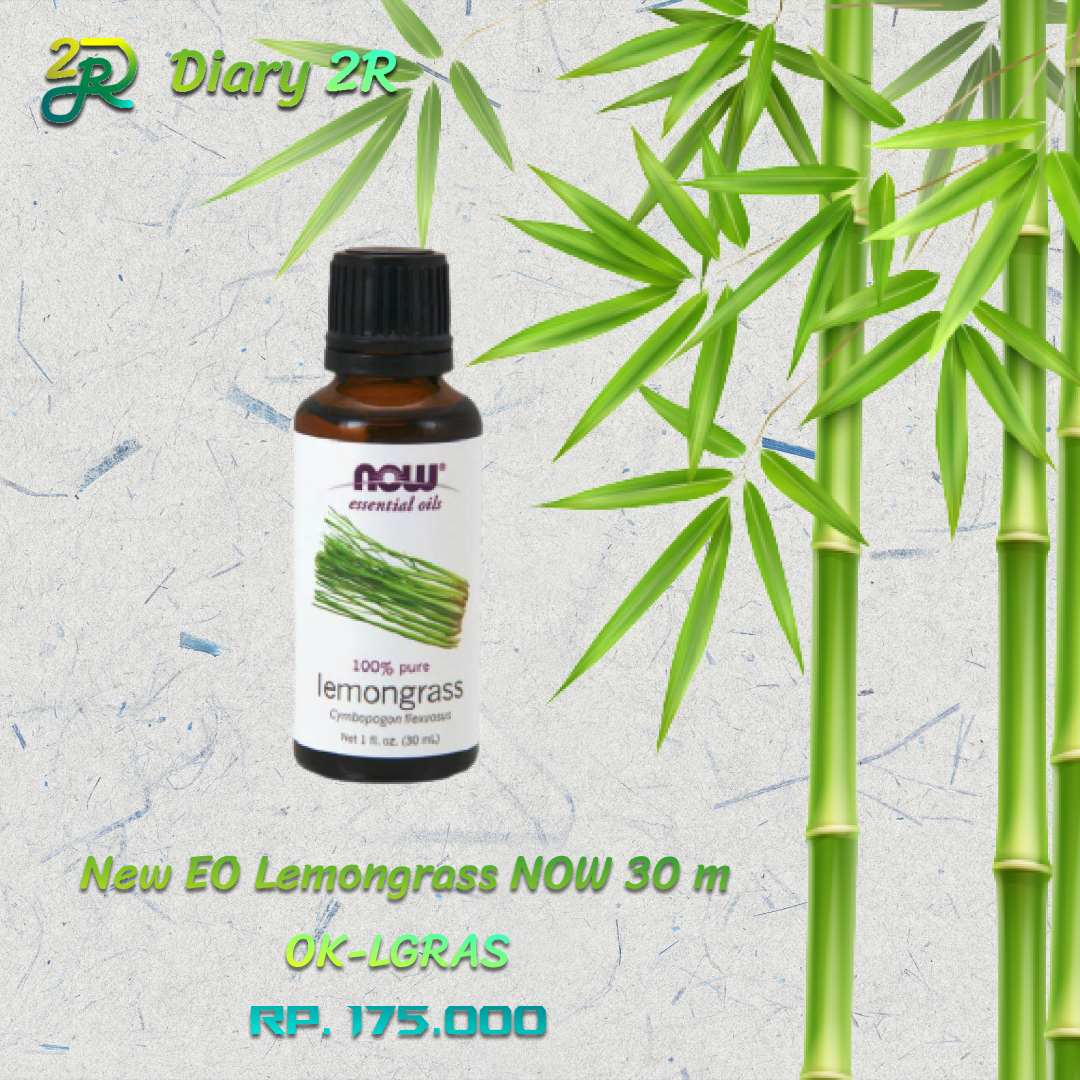 2R Diary 2R
now®
essential oils
100% pure
lemongrass
Cymbopogon flexuosus
Net 1 fl. oz. (30 mL)
New EO Lemongrass NOW 30 m
OK-LGRAS
RP. 175.000